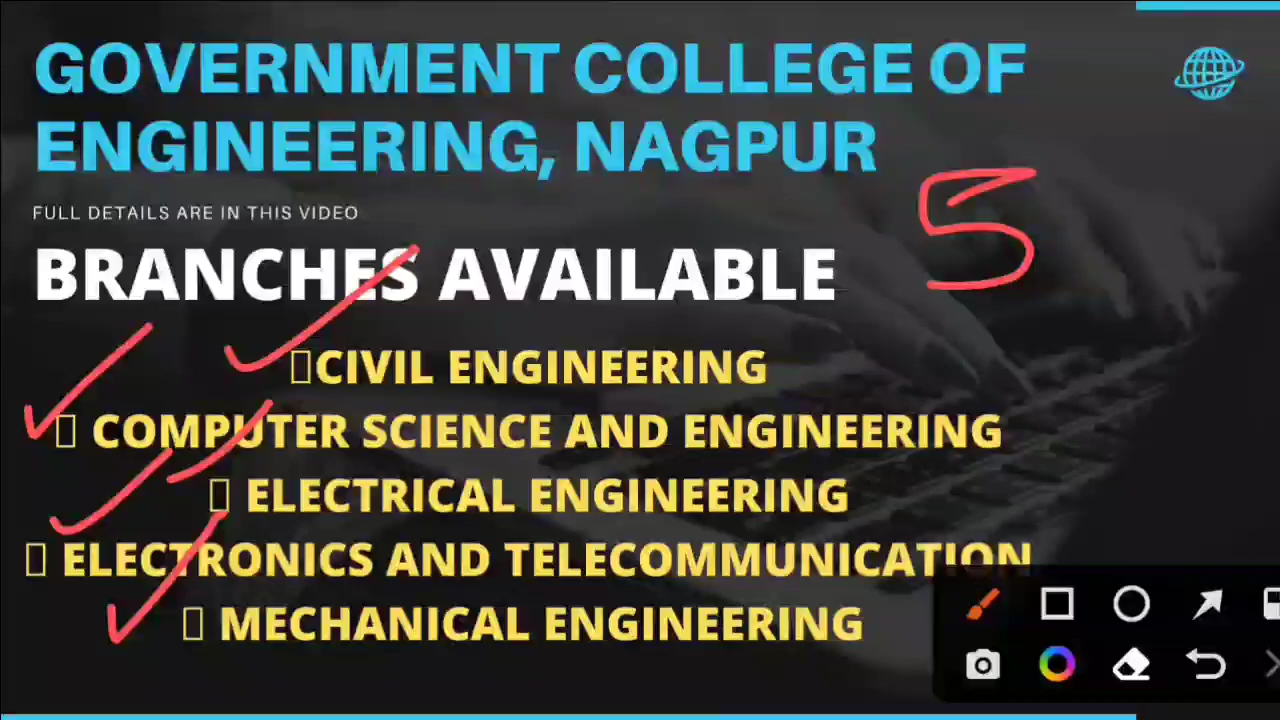 GOVERNMENT COLLEGE OF
ENGINEERING, NAGPUR
5
FULL DETAILS ARE IN THIS VIDEO
BRANCHES AVAILABLE
CIVIL ENGINEERING
COMPUTER SCIENCE AND ENGINEERING
ELECTRICAL ENGINEERING
ELECTRONICS AND TELECOMMUNICATION
MECHANICAL ENGINEERING